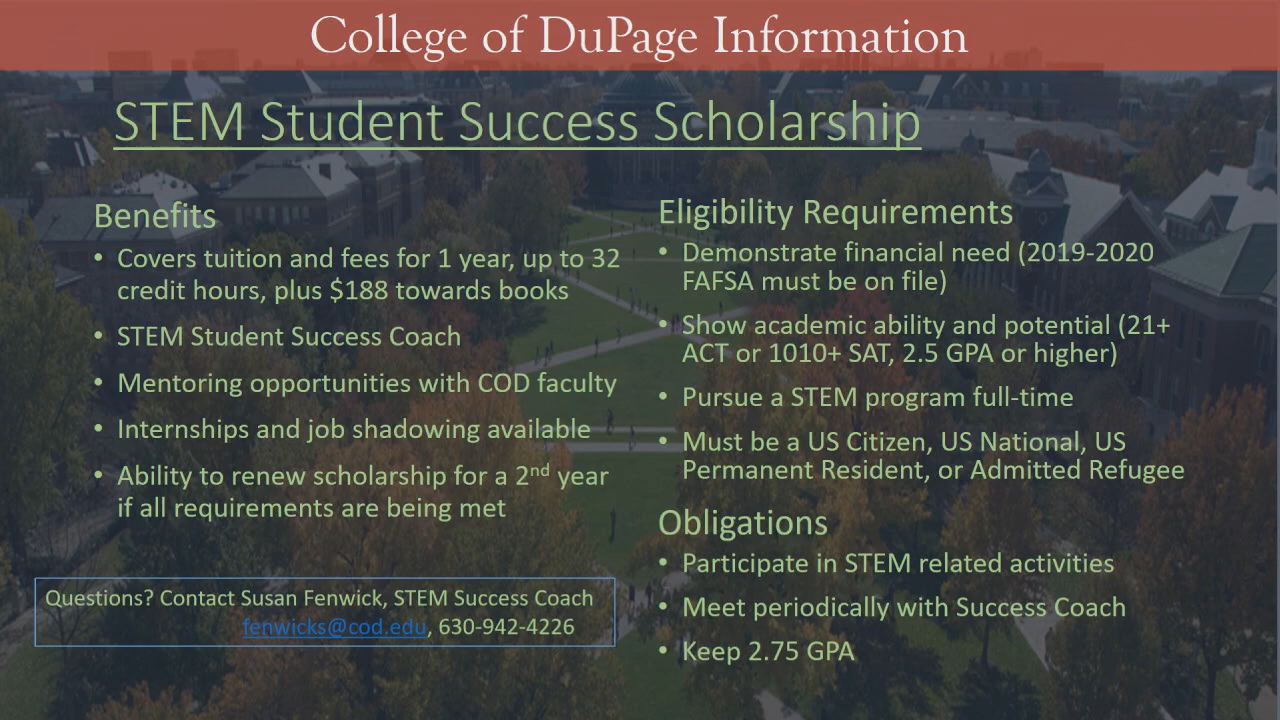 College of DuPage Information
STEM Student Success Scholarship
Benefits
• Covers tuition and fees for 1 year, up to 32
credit hours, plus $188 towards books
• STEM Student Success Coach
• Mentoring opportunities with COD faculty
• Internships and job shadowing available
• Ability to renew scholarship for a 2nd year
if all requirements are being met
Questions? Contact Susan Fenwick, STEM Success Coach
fenwicks@cod.edu, 630-942-4226
Eligibility Requirements
• Demonstrate financial need (2019-2020
FAFSA must be on file)
• Show academic ability and potential (21+
ACT or 1010+ SAT, 2.5 GPA or higher)
• Pursue a STEM program full-time
• Must be a US Citizen, US National, US
Permanent Resident, or Admitted Refugee
Obligations
• Participate in STEM related activities
• Meet periodically with Success Coach
• Keep 2.75 GPA